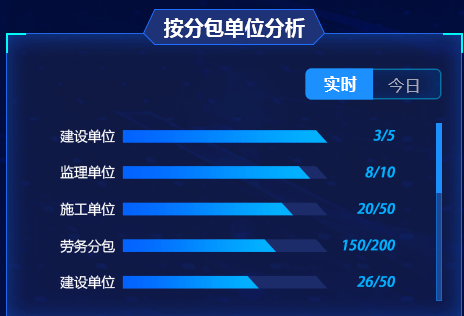 按分包单位分析
实时 今日
建设单位 3/5
监理单位 8/10
施工单位 20/50
劳务分包 150/200
建设单位 26/50